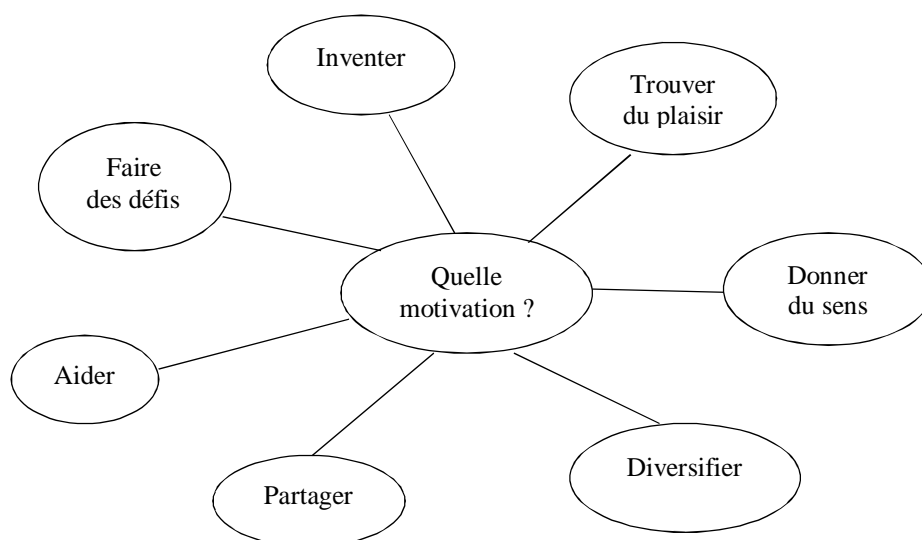 Inventer
Trouver
du plaisir
Faire
des défis
Quelle
motivation ?
Donner
du sens
Aider
Diversifier
Partager